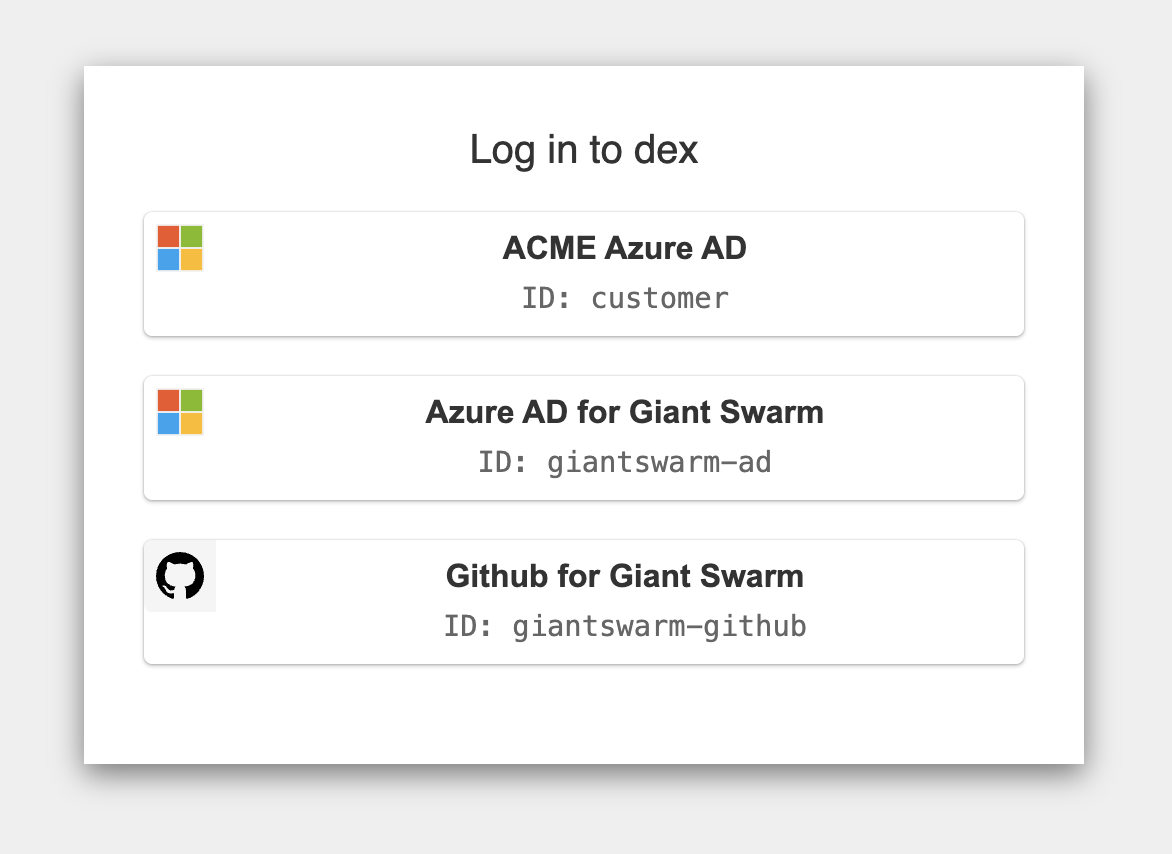 Log in to dex
ACME Azure AD
ID: customer
Azure AD for Giant Swarm
ID: giantswarm-ad
Github for Giant Swarm
ID: giantswarm-github